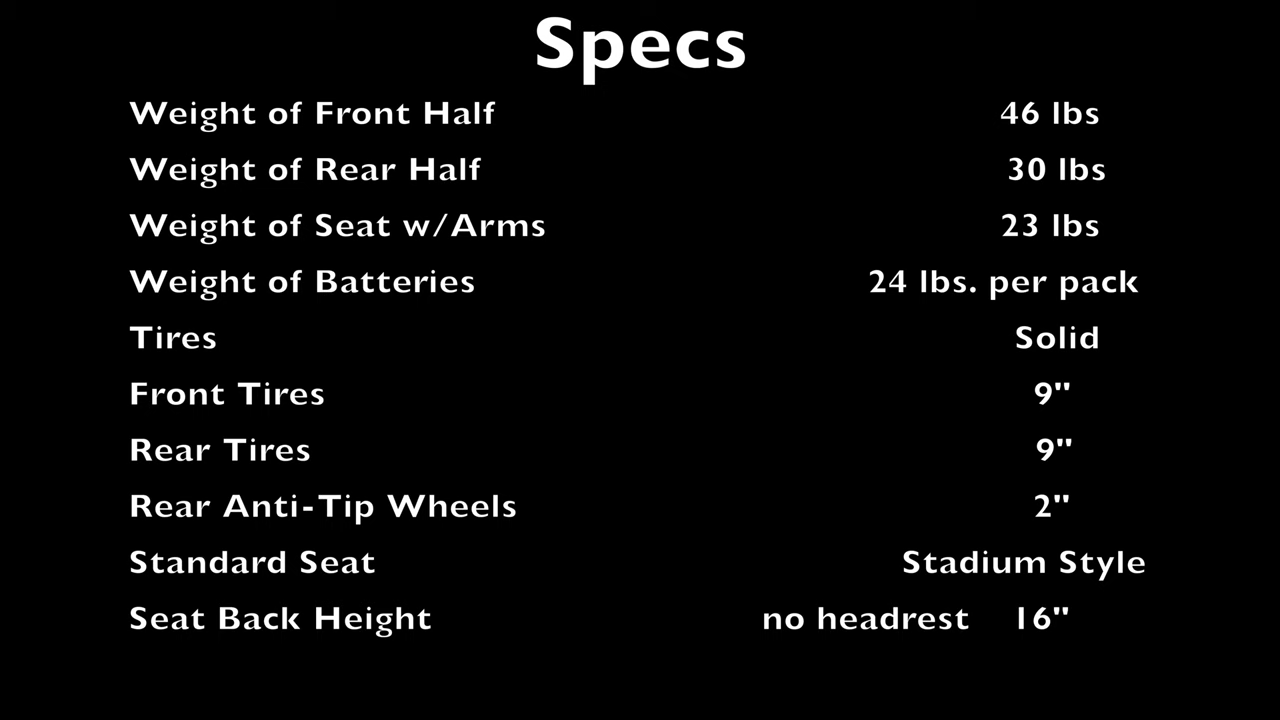 Specs
Weight of Front Half 46 lbs
Weight of Rear Half 30 lbs
Weight of Seat w/Arms 23 lbs
Weight of Batteries 24 lbs. per pack
Tires Solid
Front Tires 9"
Rear Tires 9"
Rear Anti-Tip Wheels 2"
Standard Seat Stadium Style
Seat Back Height no headrest 16"